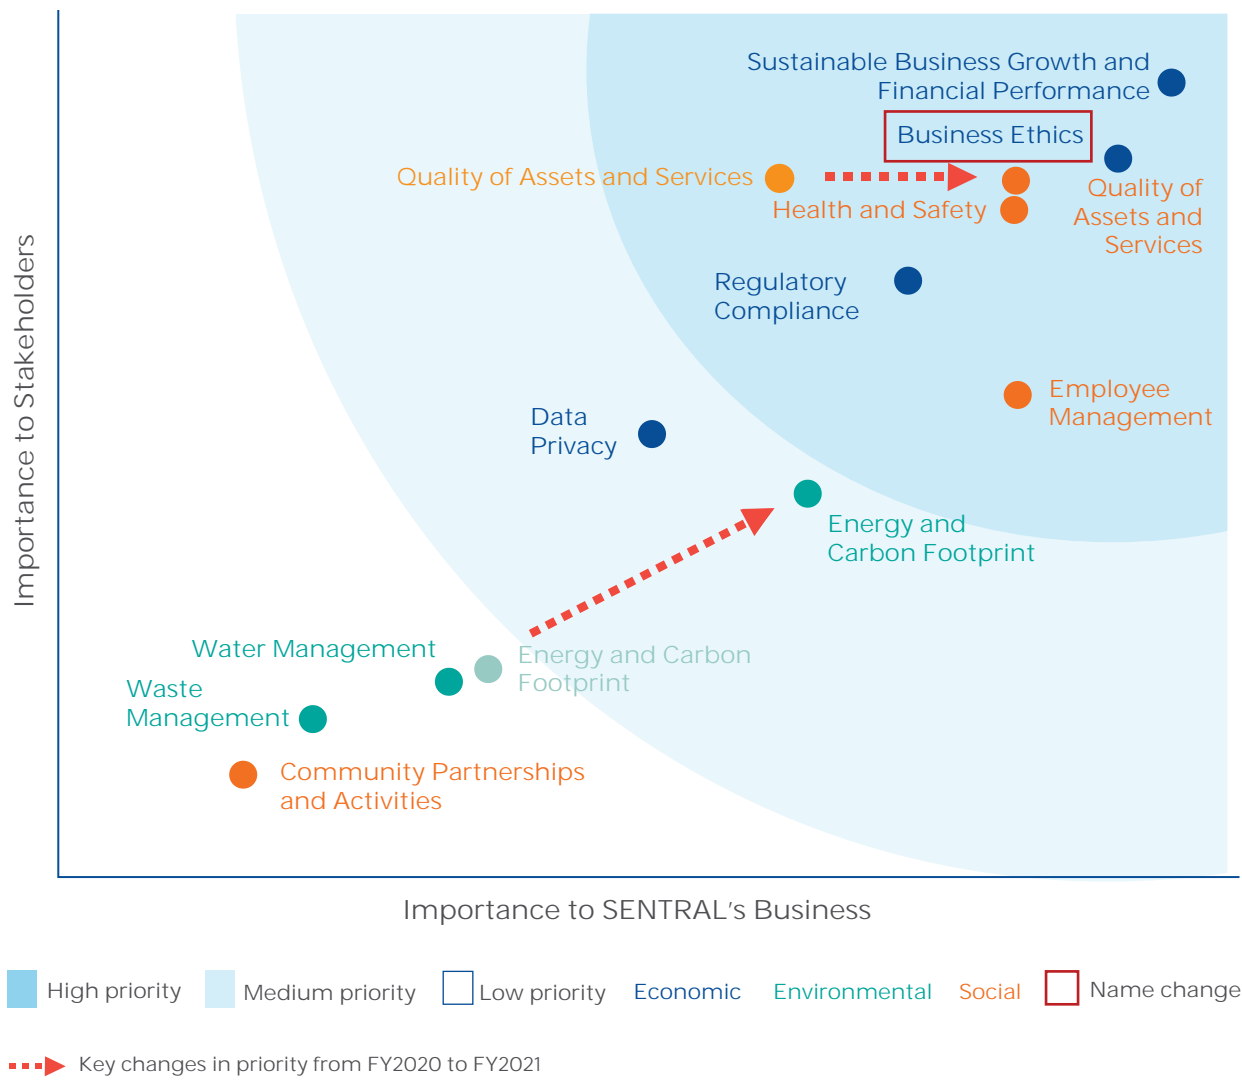 Sustainable Business Growth and
Financial Performance
Business Ethics
Quality of Assets and Services
Quality of
Assets and
Services
Health and Safety
Regulatory
Compliance
Employee
Management
Data
Privacy
Energy and
Carbon Footprint
Water Management
Energy and Carbon
Footprint
Waste
Management
Community Partnerships
and Activities
Importance to Stakeholders
Importance to SENTRAL's Business
High priority
Medium priority
Low priority
Economic
Environmental
Social
Name change
Key changes in priority from FY2020 to FY2021